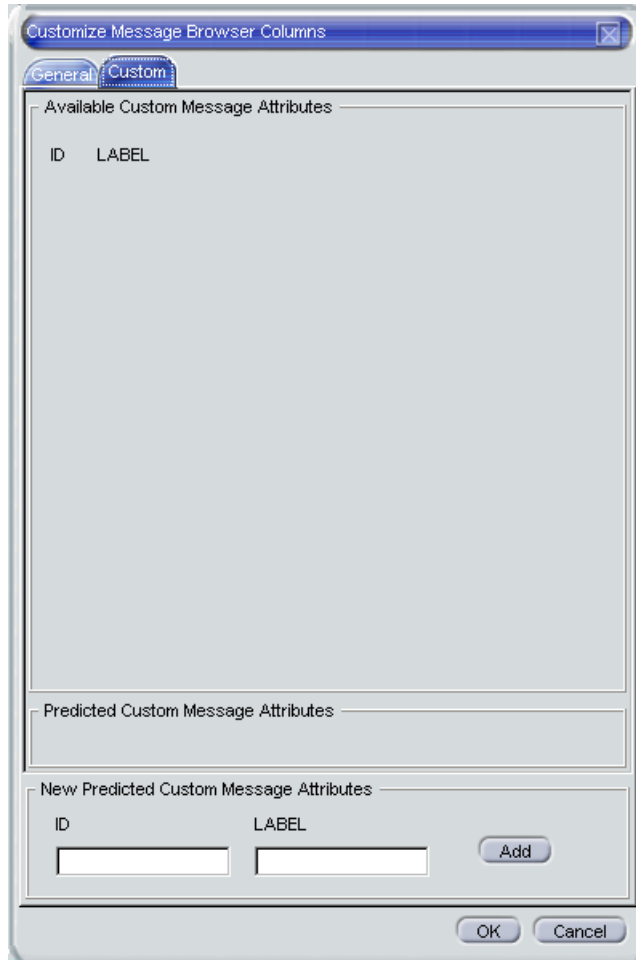 Customize Message Browser Columns
General Custom
Available Custom Message Attributes
ID LABEL
Predicted Custom Message Attributes
New Predicted Custom Message Attributes
ID LABEL
Add
OK Cancel